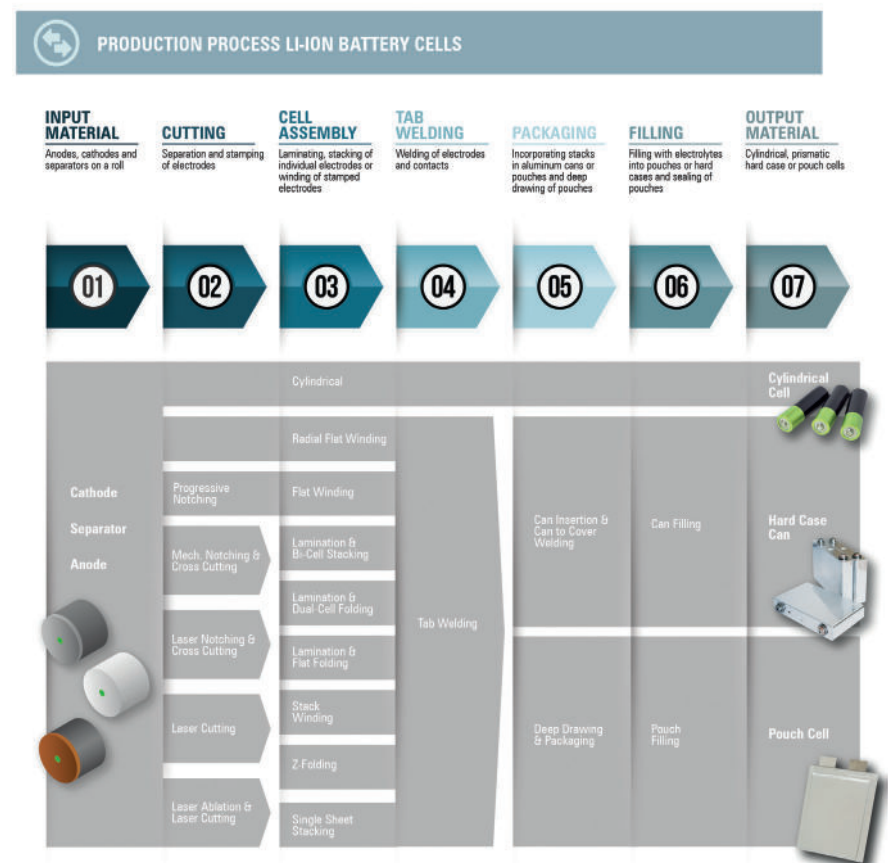 PRODUCTION PROCESS LI-ION BATTERY CELLS
INPUT
MATERIAL
Anodes, cathodes and
separators on a roll
CUTTING
Separation and stamping
of electrodes
CELL
ASSEMBLY
Laminating, stacking of
individual electrodes or
winding of stamped
electrodes
TAB
WELDING
Welding of electrodes
and contacts
PACKAGING
Incorporating stacks
in aluminum cans or
pouches and deep
drawing of pouches
FILLING
Filling with electrolytes
into pouches or hard
cases and sealing of
pouches
OUTPUT
MATERIAL
Cylindrical, prismatic
hard case or pouch cells
01
02
03
04
05
06
07
Cathode
Separator
Anode
Progressive
Notching
Mech. Notching &
Cross Cutting
Laser Notching &
Cross Cutting
Laser Cutting
Laser Ablation &
Laser Cutting
Cylindrical
Radial Flat Winding
Flat Winding
Lamination &
Bi-Cell Stacking
Lamination &
Dual-Cell Folding
Lamination &
Flat Folding
Stack
Winding
Z-Folding
Single Sheet
Stacking
Tab Welding
Can Insertion &
Can to Cover
Welding
Deep Drawing
& Packaging
Can Filling
Pouch
Filling
Cylindrical
Cell
Hard Case
Can
Pouch Cell